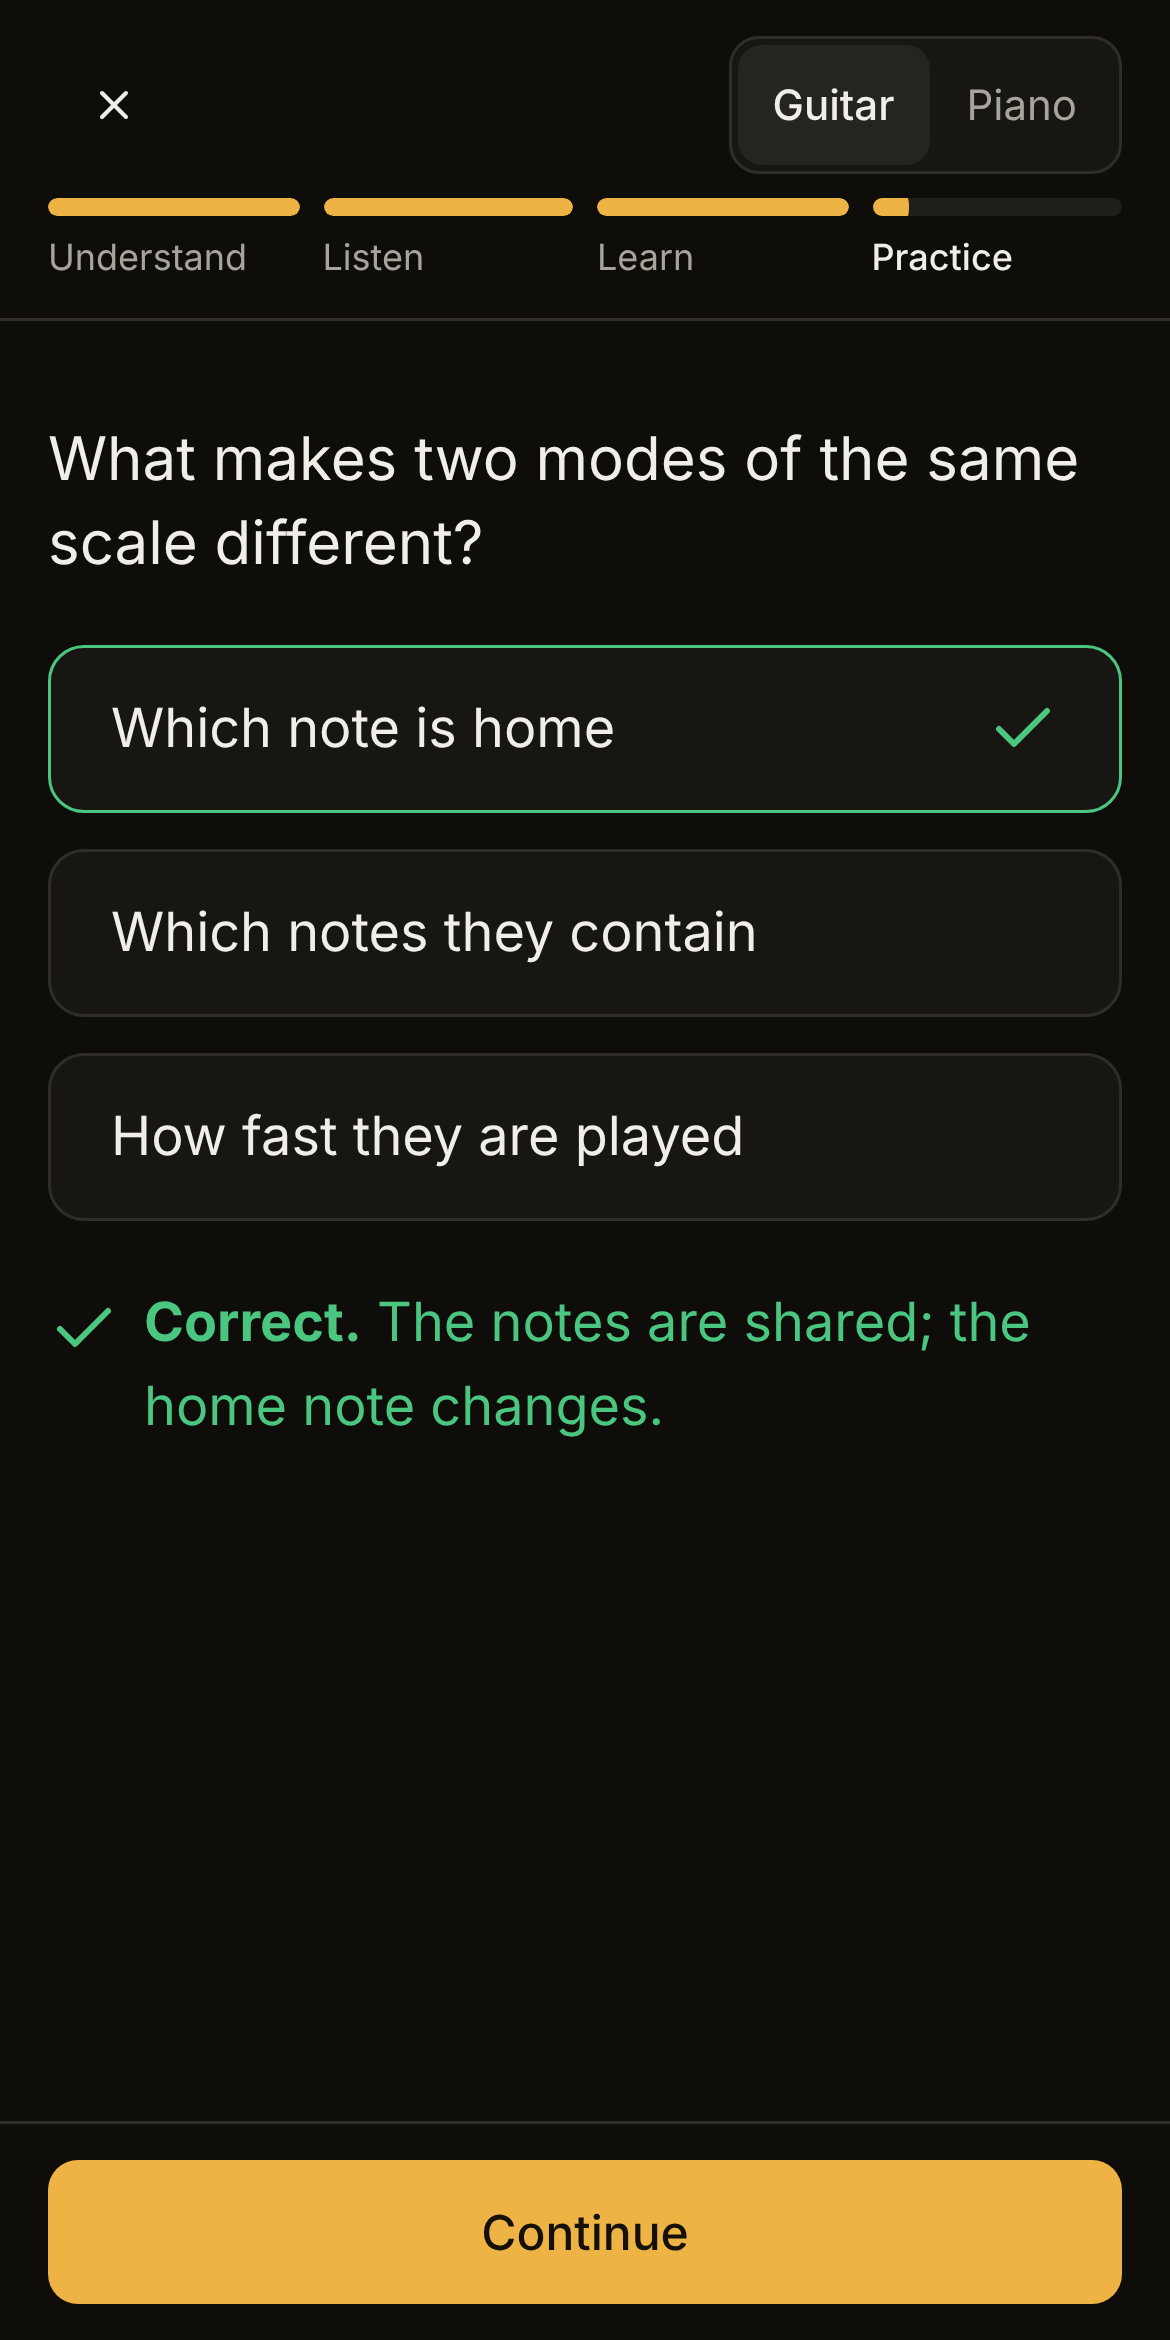 Guitar Piano
Understand Listen Learn Practice
What makes two modes of the same
scale different?
Which note is home
Which notes they contain
How fast they are played
Correct. The notes are shared; the
home note changes.
Continue